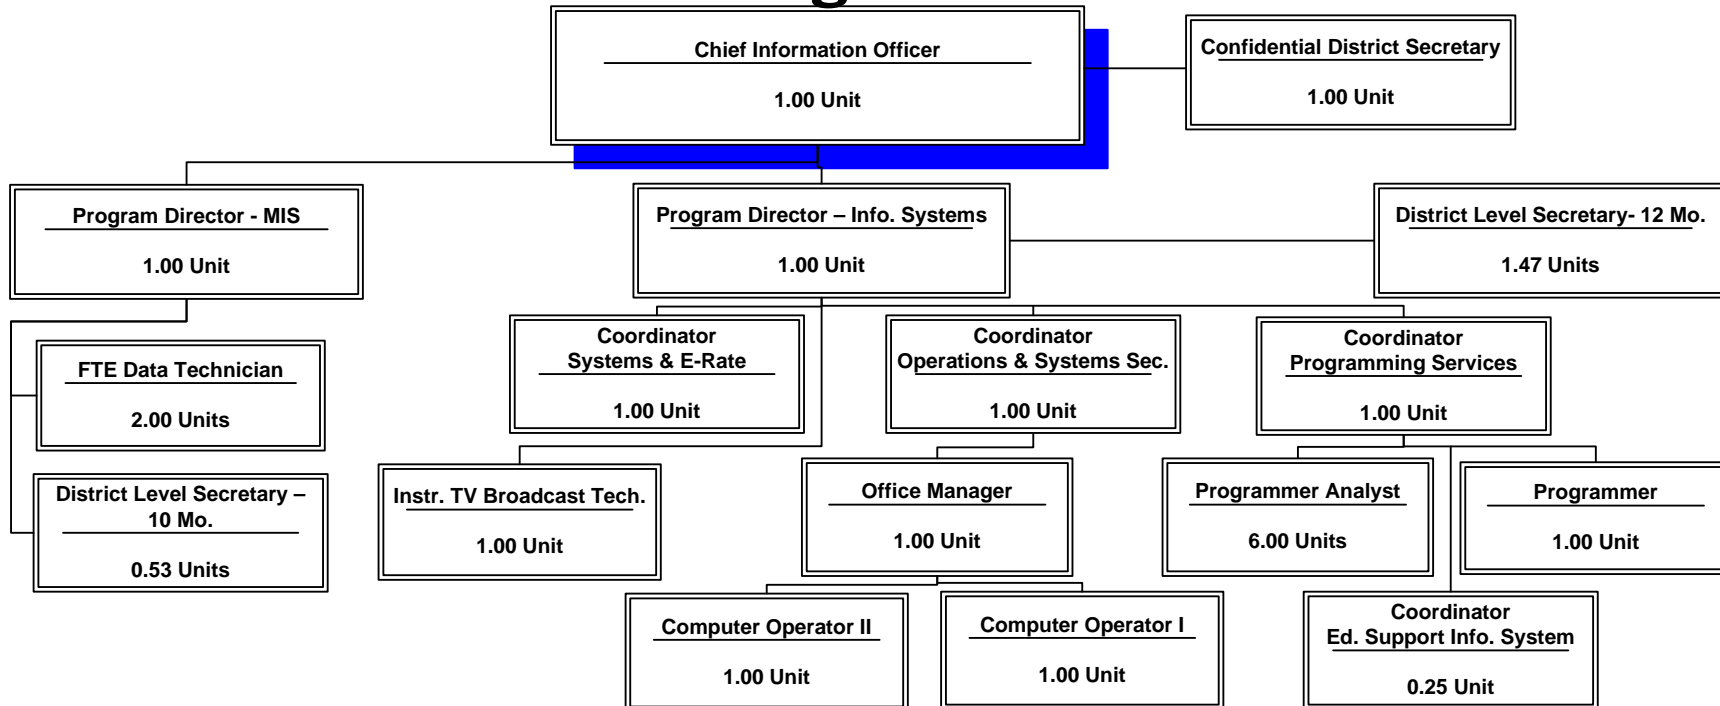 Chief Information Officer
1.00 Unit
Confidential District Secretary
1.00 Unit
Program Director - MIS
1.00 Unit
Program Director – Info. Systems
1.00 Unit
District Level Secretary- 12 Mo.
1.47 Units
FTE Data Technician
2.00 Units
District Level Secretary –
10 Mo.
0.53 Units
Coordinator
Systems & E-Rate
1.00 Unit
Coordinator
Operations & Systems Sec.
1.00 Unit
Coordinator
Programming Services
1.00 Unit
Instr. TV Broadcast Tech.
1.00 Unit
Office Manager
1.00 Unit
Programmer Analyst
6.00 Units
Programmer
1.00 Unit
Computer Operator II
1.00 Unit
Computer Operator I
1.00 Unit
Coordinator
Ed. Support Info. System
0.25 Unit